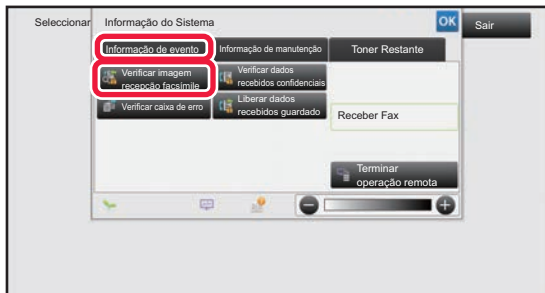 Seleccionar
Informação do Sistema
OK
Sair
Informação de evento
Informação de manutenção
Toner Restante
Verificar imagem
recepção facsímile
Verificar dados
recebidos confidenciais
Verificar caixa de erro
Liberar dados
recebidos guardado
Receber Fax
Terminar
operação remota